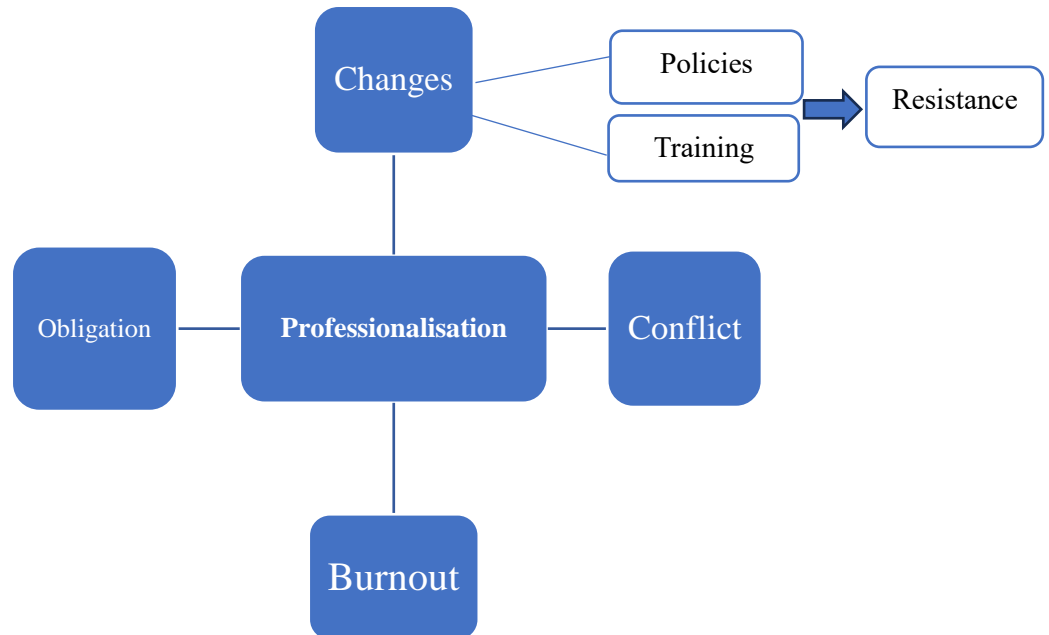 Changes
Policies
Training
Resistance
Obligation
Professionalisation
Conflict
Burnout